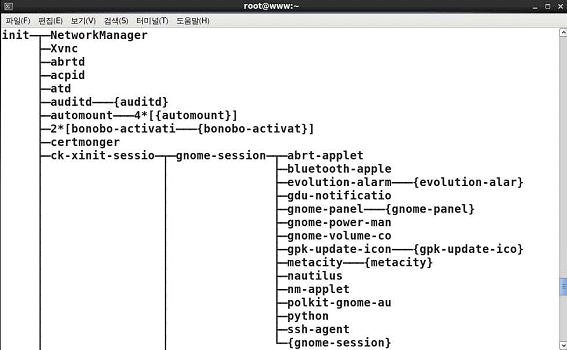 root@www:~
파일(F) 편집(E) 보기(V) 검색(S) 터미널(T) 도움말(H)
init─┬─NetworkManager
├─Xvnc
├─abrtd
├─acpid
├─atd
├─auditd───{auditd}
├─automount───4*[{automount}]
├─2*[bonobo-activati───{bonobo-activat}]
├─certmonger
├─ck-xinit-sessio─┬─gnome-session─┬─abrt-applet
├─bluetooth-apple
├─evolution-alarm───{evolution-alar}
├─gdu-notificatio
├─gnome-panel───{gnome-panel}
├─gnome-power-man
├─gnome-volume-co
├─gpk-update-icon───{gpk-update-ico}
├─metacity───{metacity}
├─nautilus
├─nm-applet
├─polkit-gnome-au
├─python
├─ssh-agent
└─{gnome-session}